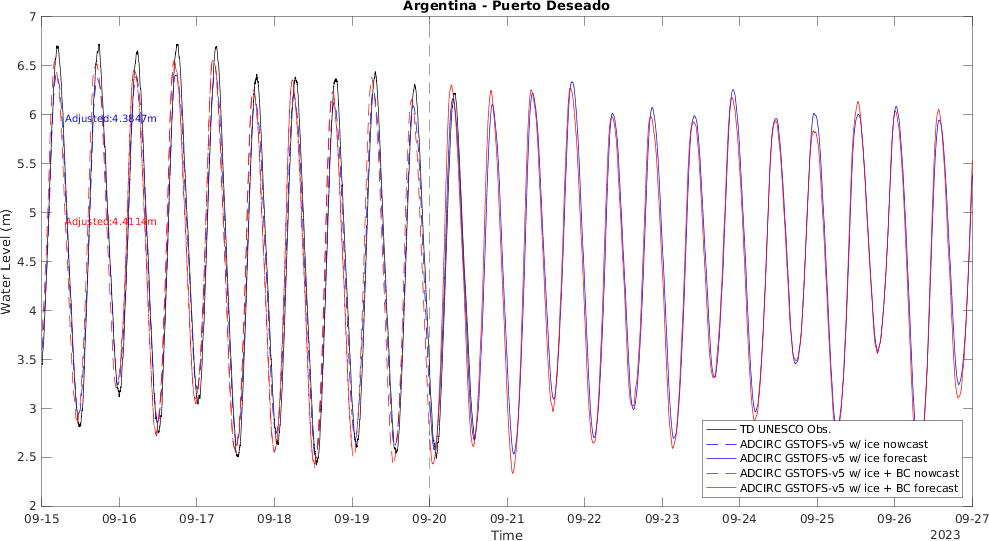 Argentina - Puerto Deseado
7
6.5
6
5.5
5
4.5
4
3.5
3
2.5
2
Water Level (m)
Adjusted:4.3847m
Adjusted:4.4114m
TD UNESCO Obs.
ADCIRC GSTOFS-v5 w/ ice nowcast
ADCIRC GSTOFS-v5 w/ ice forecast
ADCIRC GSTOFS-v5 w/ ice + BC nowcast
ADCIRC GSTOFS-v5 w/ ice + BC forecast
09-15 09-16 09-17 09-18 09-19 09-20 09-21 09-22 09-23 09-24 09-25 09-26 09-27
Time
2023